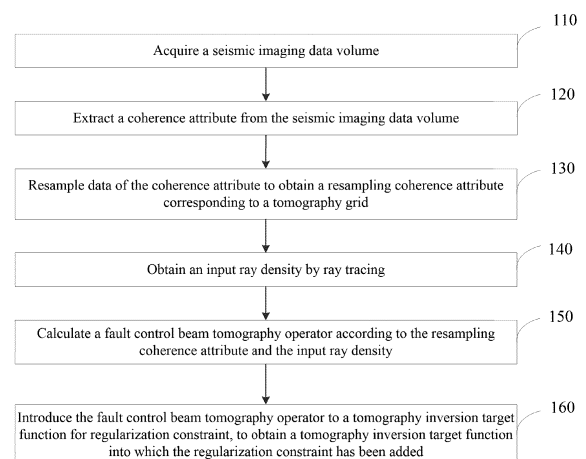 110
Acquire a seismic imaging data volume
120
Extract a coherence attribute from the seismic imaging data volume
130
Resample data of the coherence attribute to obtain a resampling coherence attribute
corresponding to a tomography grid
140
Obtain an input ray density by ray tracing
150
Calculate a fault control beam tomography operator according to the resampling
coherence attribute and the input ray density
160
Introduce the fault control beam tomography operator to a tomography inversion target
function for regularization constraint, to obtain a tomography inversion target function
into which the regularization constraint has been added